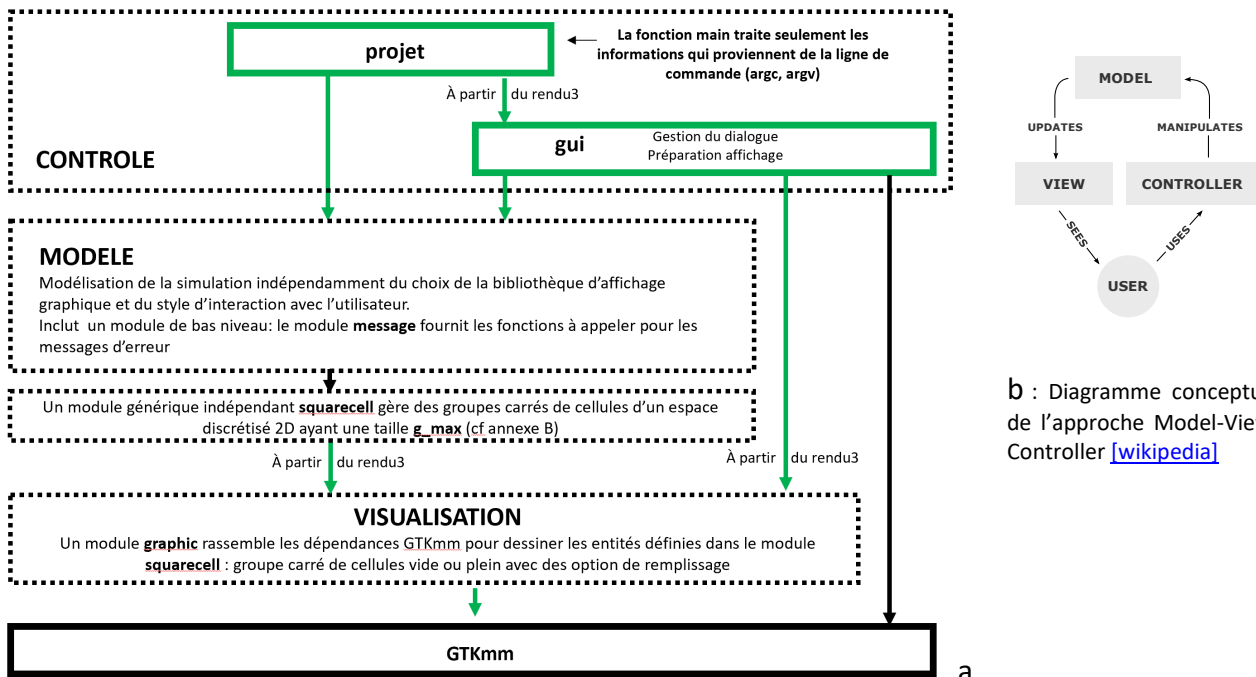 projet
La fonction main traite seulement les
informations qui proviennent de la ligne de
commande (argc, argv)
À partir du rendu3
gui
Gestion du dialogue
Préparation affichage
CONTROLE
MODELE
Modélisation de la simulation indépendamment du choix de la bibliothèque d’affichage
graphique et du style d’interaction avec l’utilisateur.
Inclut un module de bas niveau: le module message fournit les fonctions à appeler pour les
messages d’erreur
Un module générique indépendant squarecell gère des groupes carrés de cellules d’un espace
discrétisé 2D ayant une taille g_max (cf annexe B)
À partir du rendu3
À partir du rendu3
VISUALISATION
Un module graphic rassemble les dépendances GTKmm pour dessiner les entités définies dans le module
squarecell : groupe carré de cellules vide ou plein avec des option de remplissage
GTKmm
a
MODEL
UPDATES
MANIPULATES
VIEW
CONTROLLER
SEES
USES
USER
b : Diagramme conceptu
de l’approche Model-Vie
Controller [wikipedia]